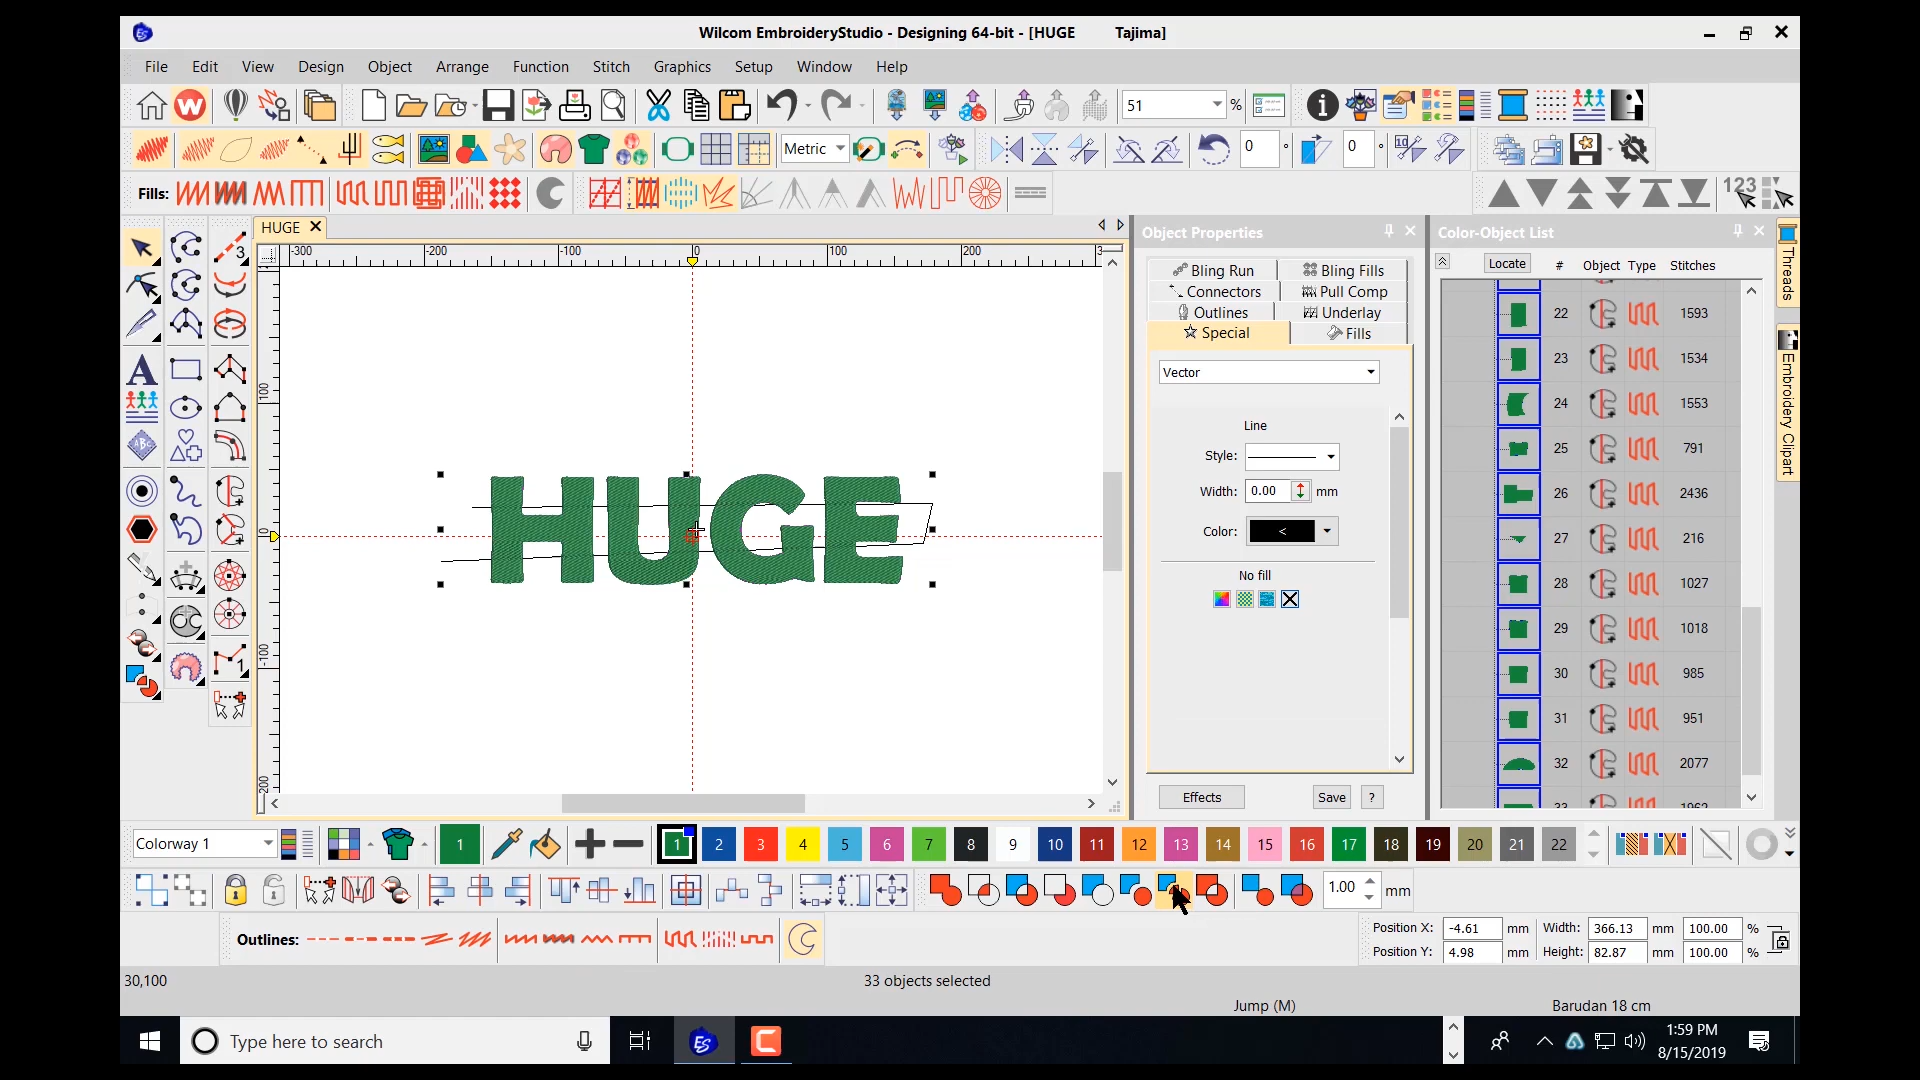 Wilcom EmbroideryStudio - Designing 64-bit - [HUGE Tajima]
File Edit View Design Object Arrange Function Stitch Graphics Setup Window Help
51 %
Metric 0 ° 0 °
Fills: 123
HUGE
-300 -200 -100 0 100 200
100
0
-100
200
HUGE
Object Properties
Bling Run Bling Fills
Connectors Pull Comp
Outlines Underlay
Special Fills
Vector
Line
Style:
Width: 0.00 mm
Color: <
No fill
Effects Save ?
Color-Object List
Locate # Object Type Stitches
22 1593
23 1534
24 1553
25 791
26 2436
27 216
28 1027
29 1018
30 985
31 951
32 2077
33 1962
Threads
Embroidery Clipart
Colorway 1 1 1 2 3 4 5 6 7 8 9 10 11 12 13 14 15 16 17 18 19 20 21 22
1.00 mm
Outlines:
Position X: -4.61 mm Width: 366.13 mm 100.00 %
Position Y: 4.98 mm Height: 82.87 mm 100.00 %
30,100 33 objects selected
Jump (M) Barudan 18 cm
Type here to search
1:59 PM
8/15/2019